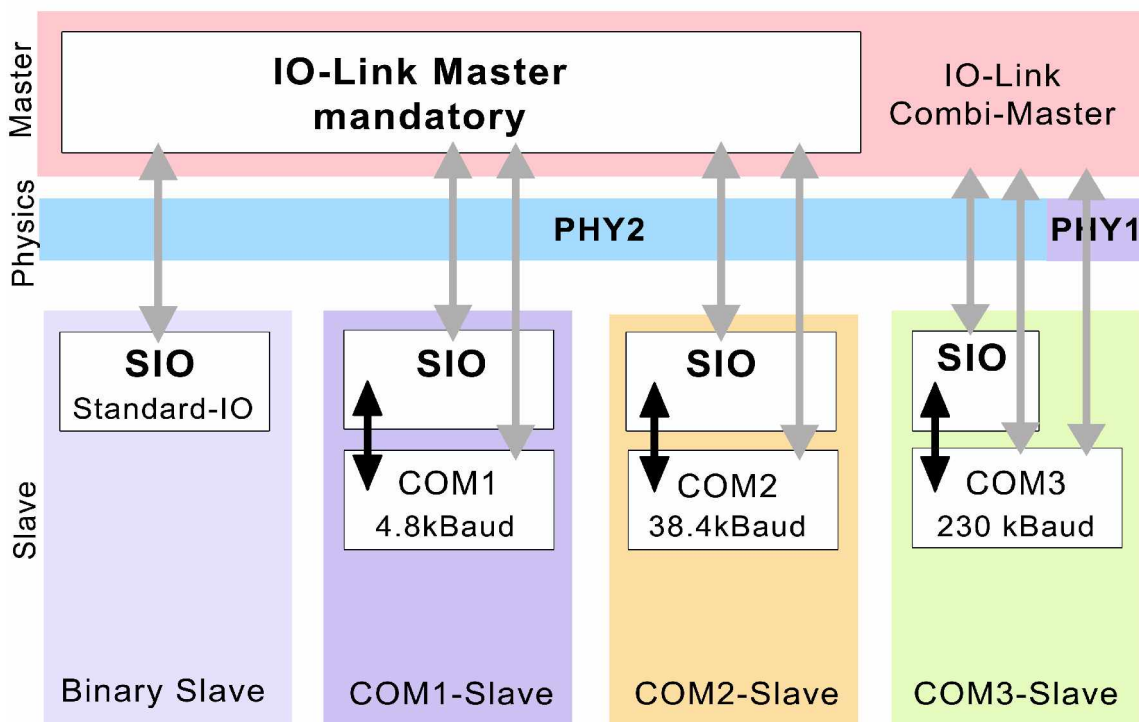 Master
IO-Link Master
mandatory
IO-Link
Combi-Master
Physics
PHY2
PHY1
Slave
SIO
Standard-IO
Binary Slave
SIO
COM1
4.8kBaud
COM1-Slave
SIO
COM2
38.4kBaud
COM2-Slave
SIO
COM3
230 kBaud
COM3-Slave